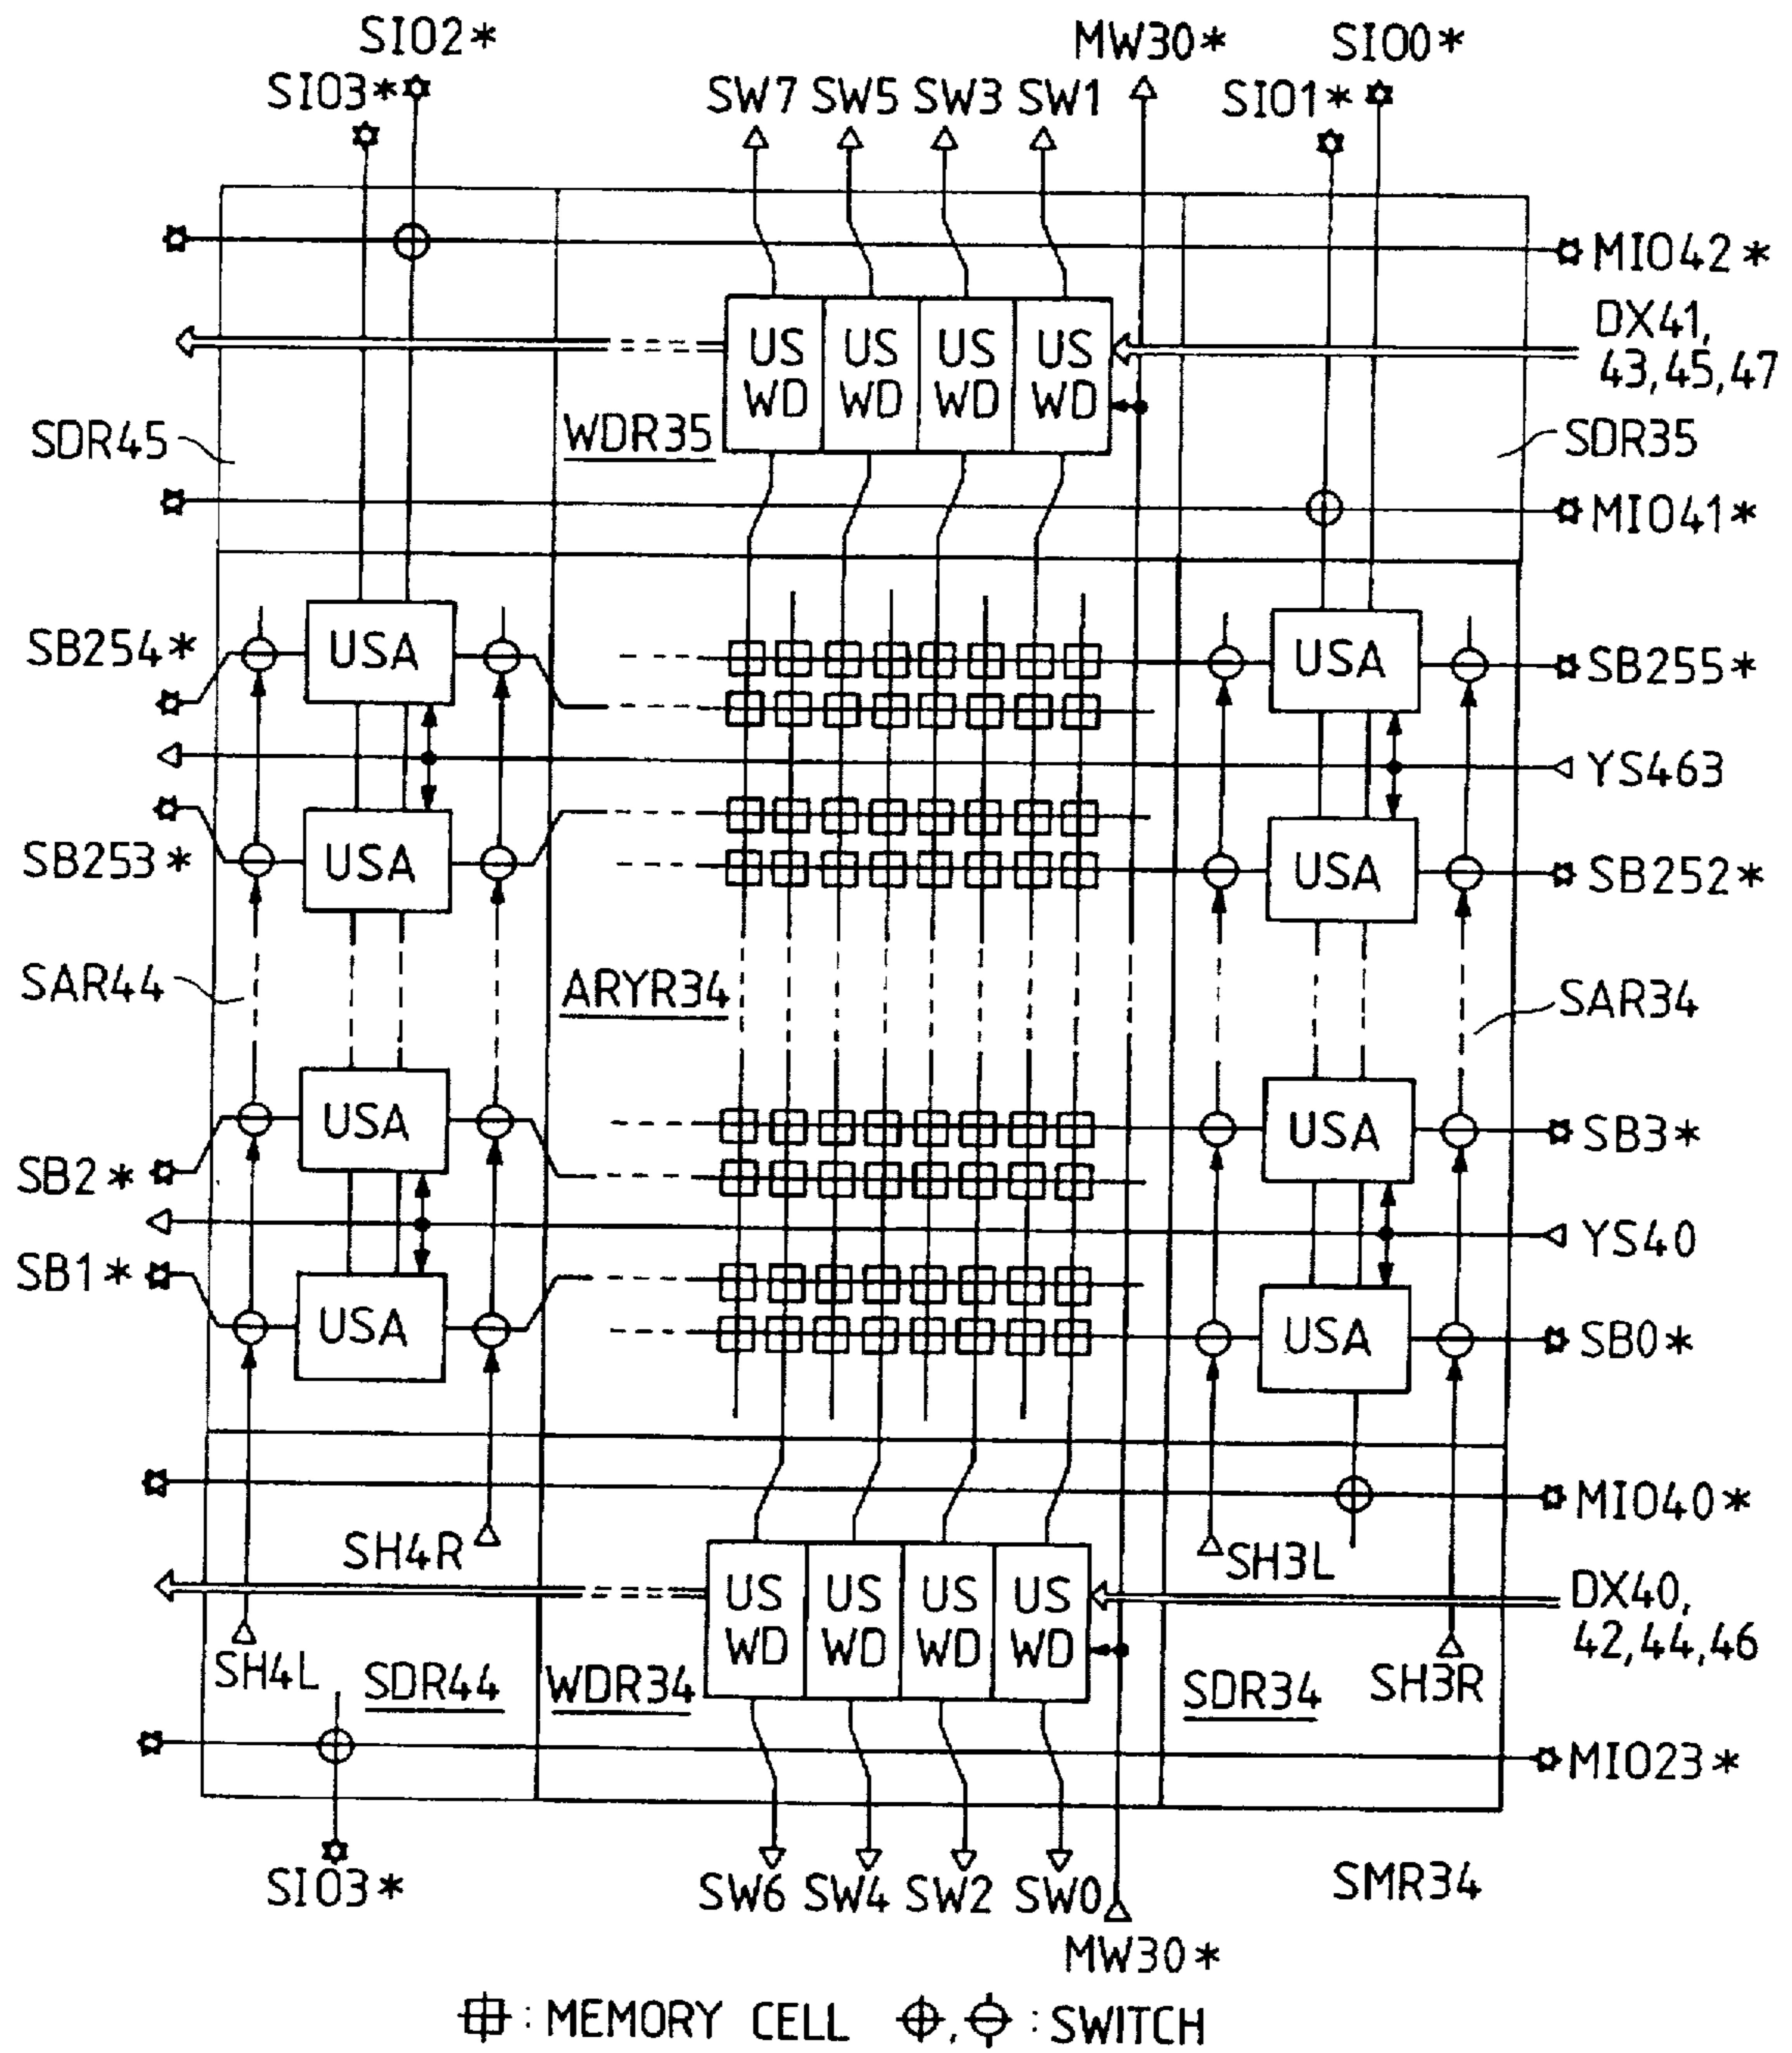 SIO2*
MW30*
SIO0*
SIO3*
SW7 SW5 SW3 SW1
SIO1*
MIO42*
DX41,
43,45,47
US WD
US WD
US WD
US WD
SDR45
WDR35
SDR35
MIO41*
SB254*
USA
USA
SB255*
YS463
SB253*
USA
USA
SB252*
SAR44
ARYR34
SAR34
USA
USA
SB3*
SB2*
YS40
SB1*
USA
USA
SB0*
MIO40*
SH4R
SH3L
US WD
US WD
US WD
US WD
DX40,
42,44,46
SH4L
SDR44
WDR34
SDR34
SH3R
MIO23*
SIO3*
SW6 SW4 SW2 SW0
SMR34
MW30*
: MEMORY CELL , : SWITCH